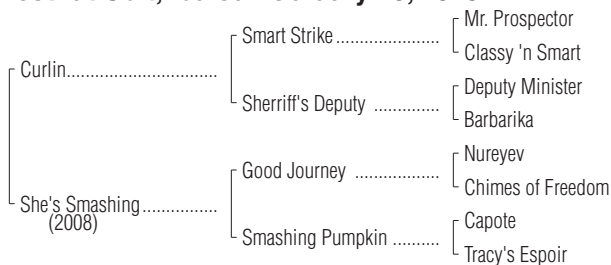 Mr. Prospector
Smart Strike
Classy 'n Smart
Curlin
Deputy Minister
Sherriff's Deputy
Barbarika
Nureyev
Good Journey
Chimes of Freedom
She's Smashing
(2008)
Capote
Smashing Pumpkin
Tracy's Espoir